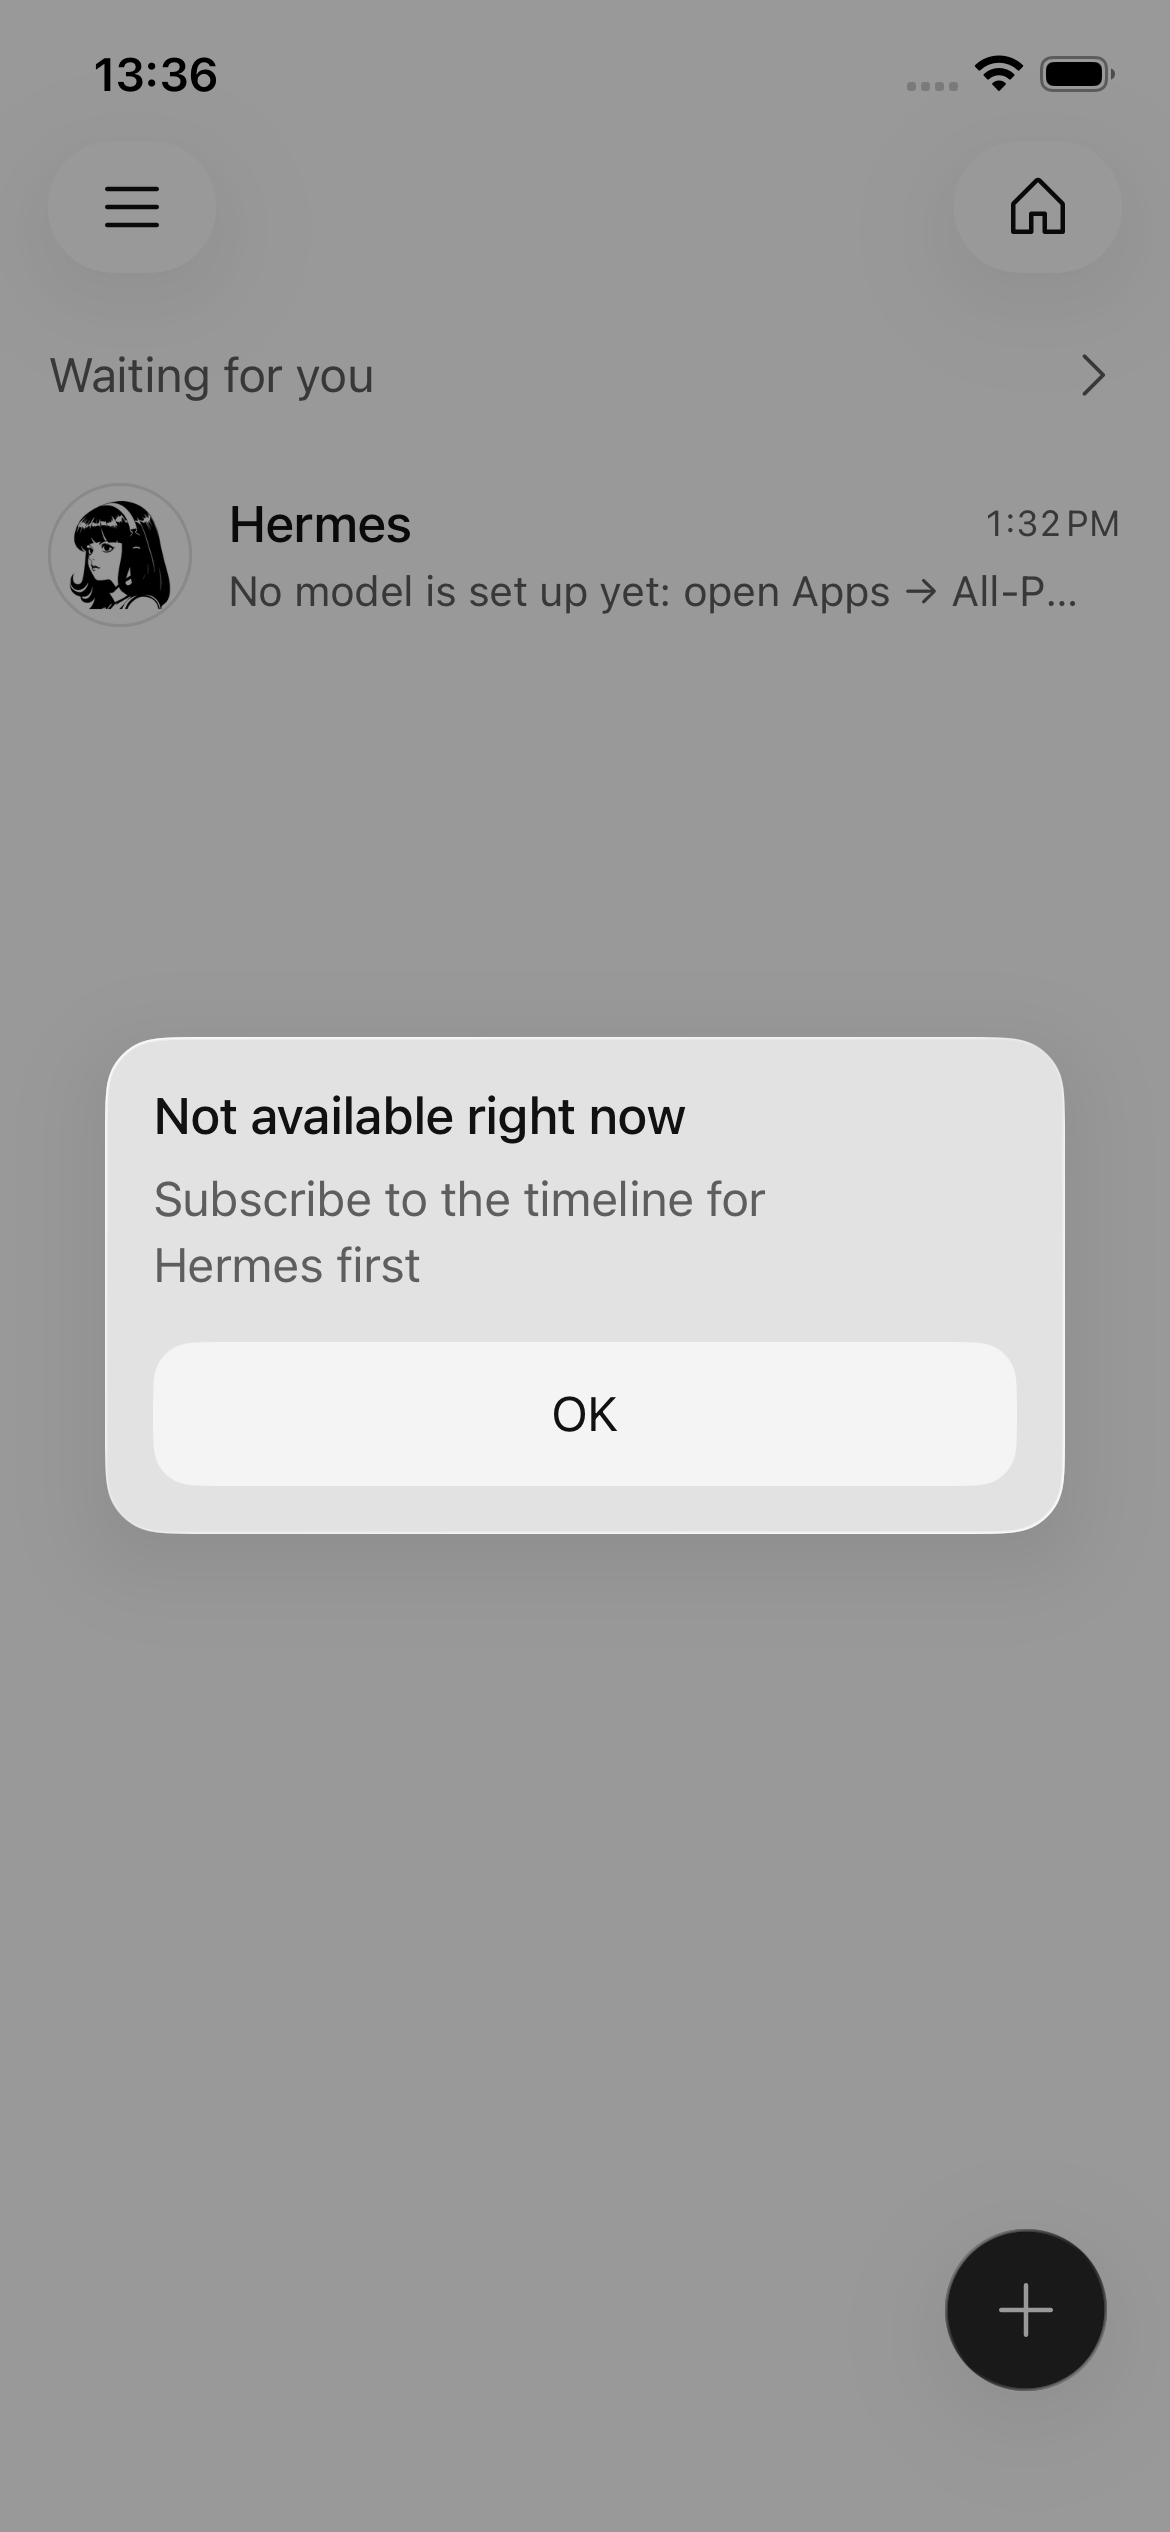 13:36
Waiting for you
Hermes
1:32 PM
No model is set up yet: open Apps → All-P...
Not available right now
Subscribe to the timeline for
Hermes first
OK